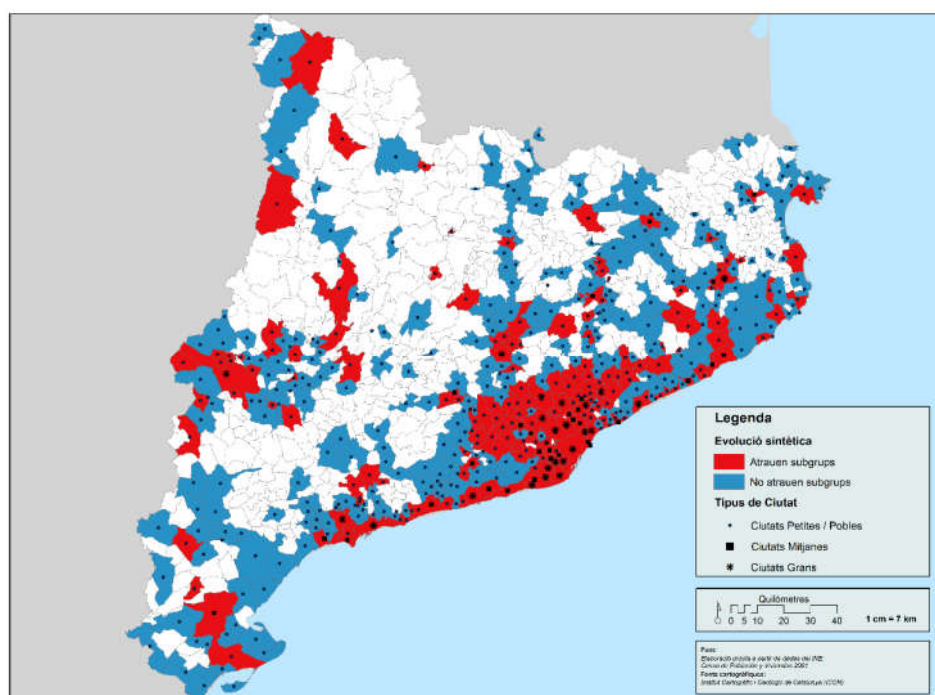 Legenda
Evolució sintètica
Atrauen subgrups
No atrauen subgrups
Tipus de Ciutat
Ciutats Petites / Pobles
Ciutats Mitjanes
Ciutats Grans
Quilòmetres
0 5 10 20 30 40
1 cm = 7 km
Font:
Elaboració pròpia a partir de dades del INE
Censo de Población y Viviendas 2001
Fonts cartogràfiques:
Institut Cartogràfic i Geològic de Catalunya (ICGC)